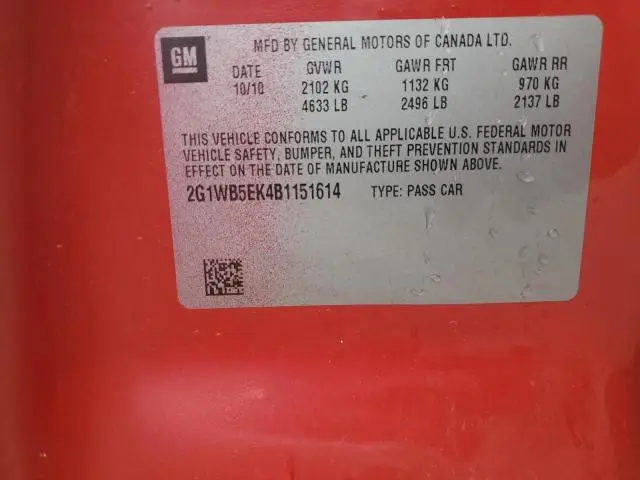 GM
MFD BY GENERAL MOTORS OF CANADA LTD.
DATE GVWR GAWR FRT GAWR RR
10/10 2102 KG 1132 KG 970 KG
4633 LB 2496 LB 2137 LB
THIS VEHICLE CONFORMS TO ALL APPLICABLE U.S. FEDERAL MOTOR
VEHICLE SAFETY, BUMPER, AND THEFT PREVENTION STANDARDS IN
EFFECT ON THE DATE OF MANUFACTURE SHOWN ABOVE.
2G1WB5EK4B1151614 TYPE: PASS CAR